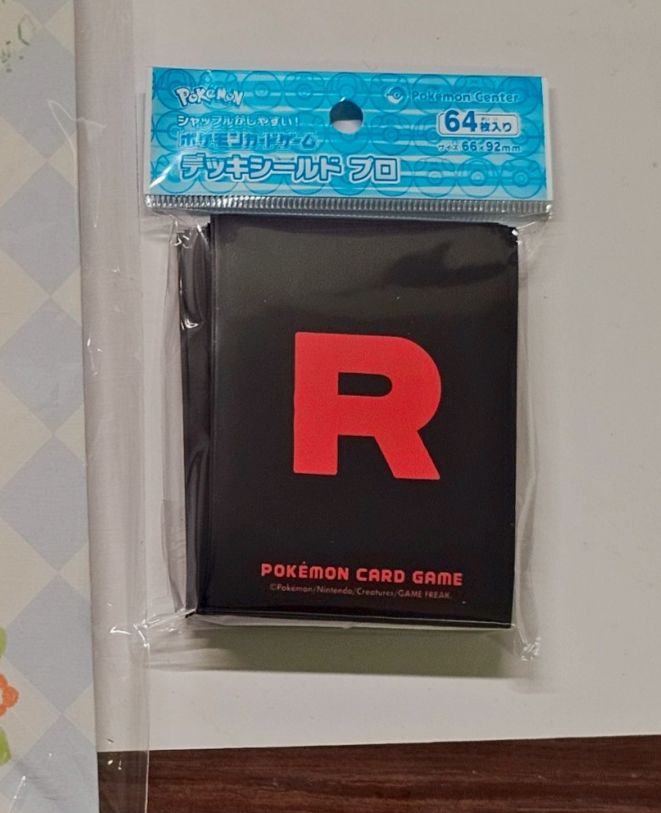 Pokémon
Pokémon Center
シャッフルがしやすい!
ポケモンカードゲーム
デッキシールド プロ
64枚入り
サイズ 66×92mm
R
POKÉMON CARD GAME
©Pokémon/Nintendo/Creatures/GAME FREAK.